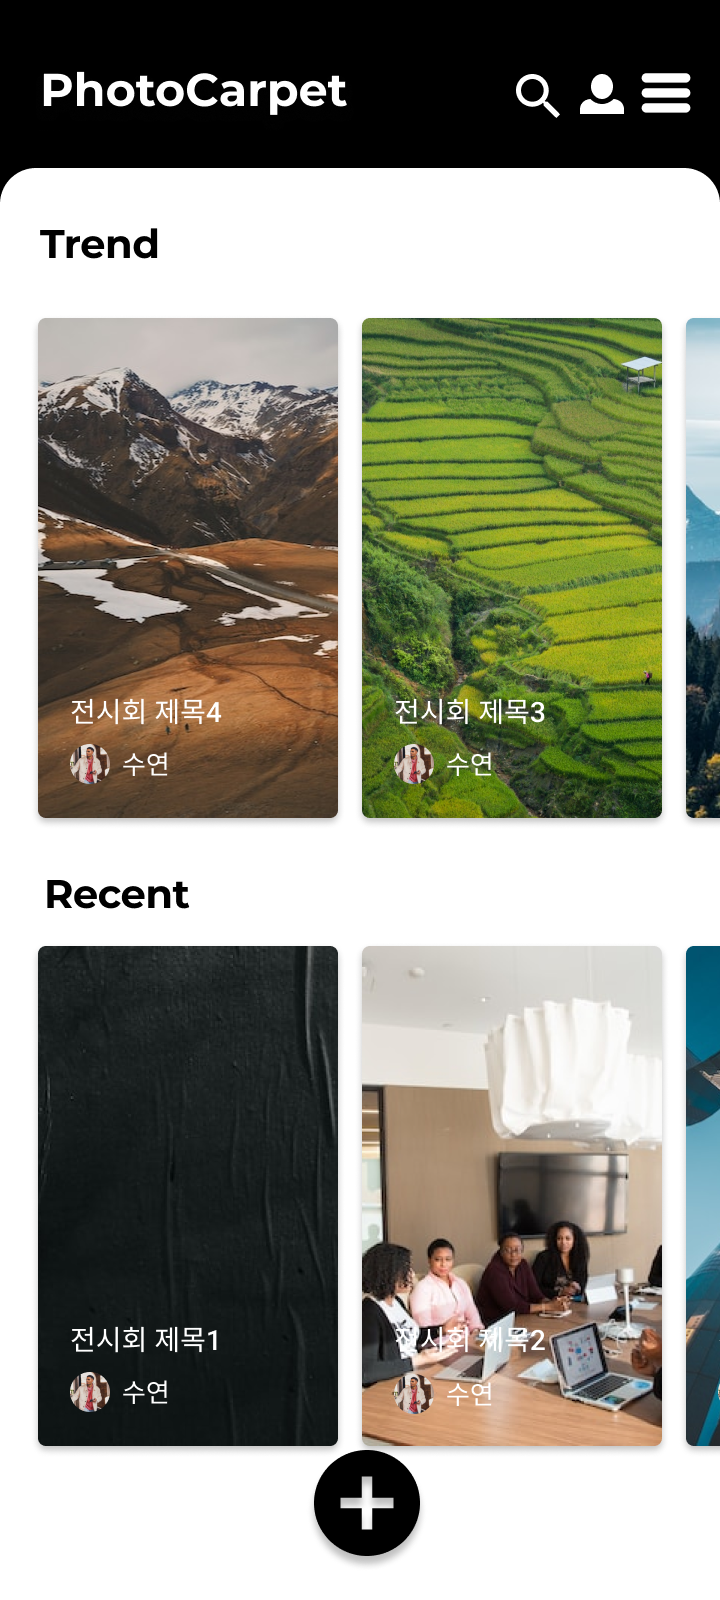 PhotoCarpet
Trend
전시회 제목4
수연
전시회 제목3
수연
Recent
전시회 제목1
수연
전시회 제목2
수연